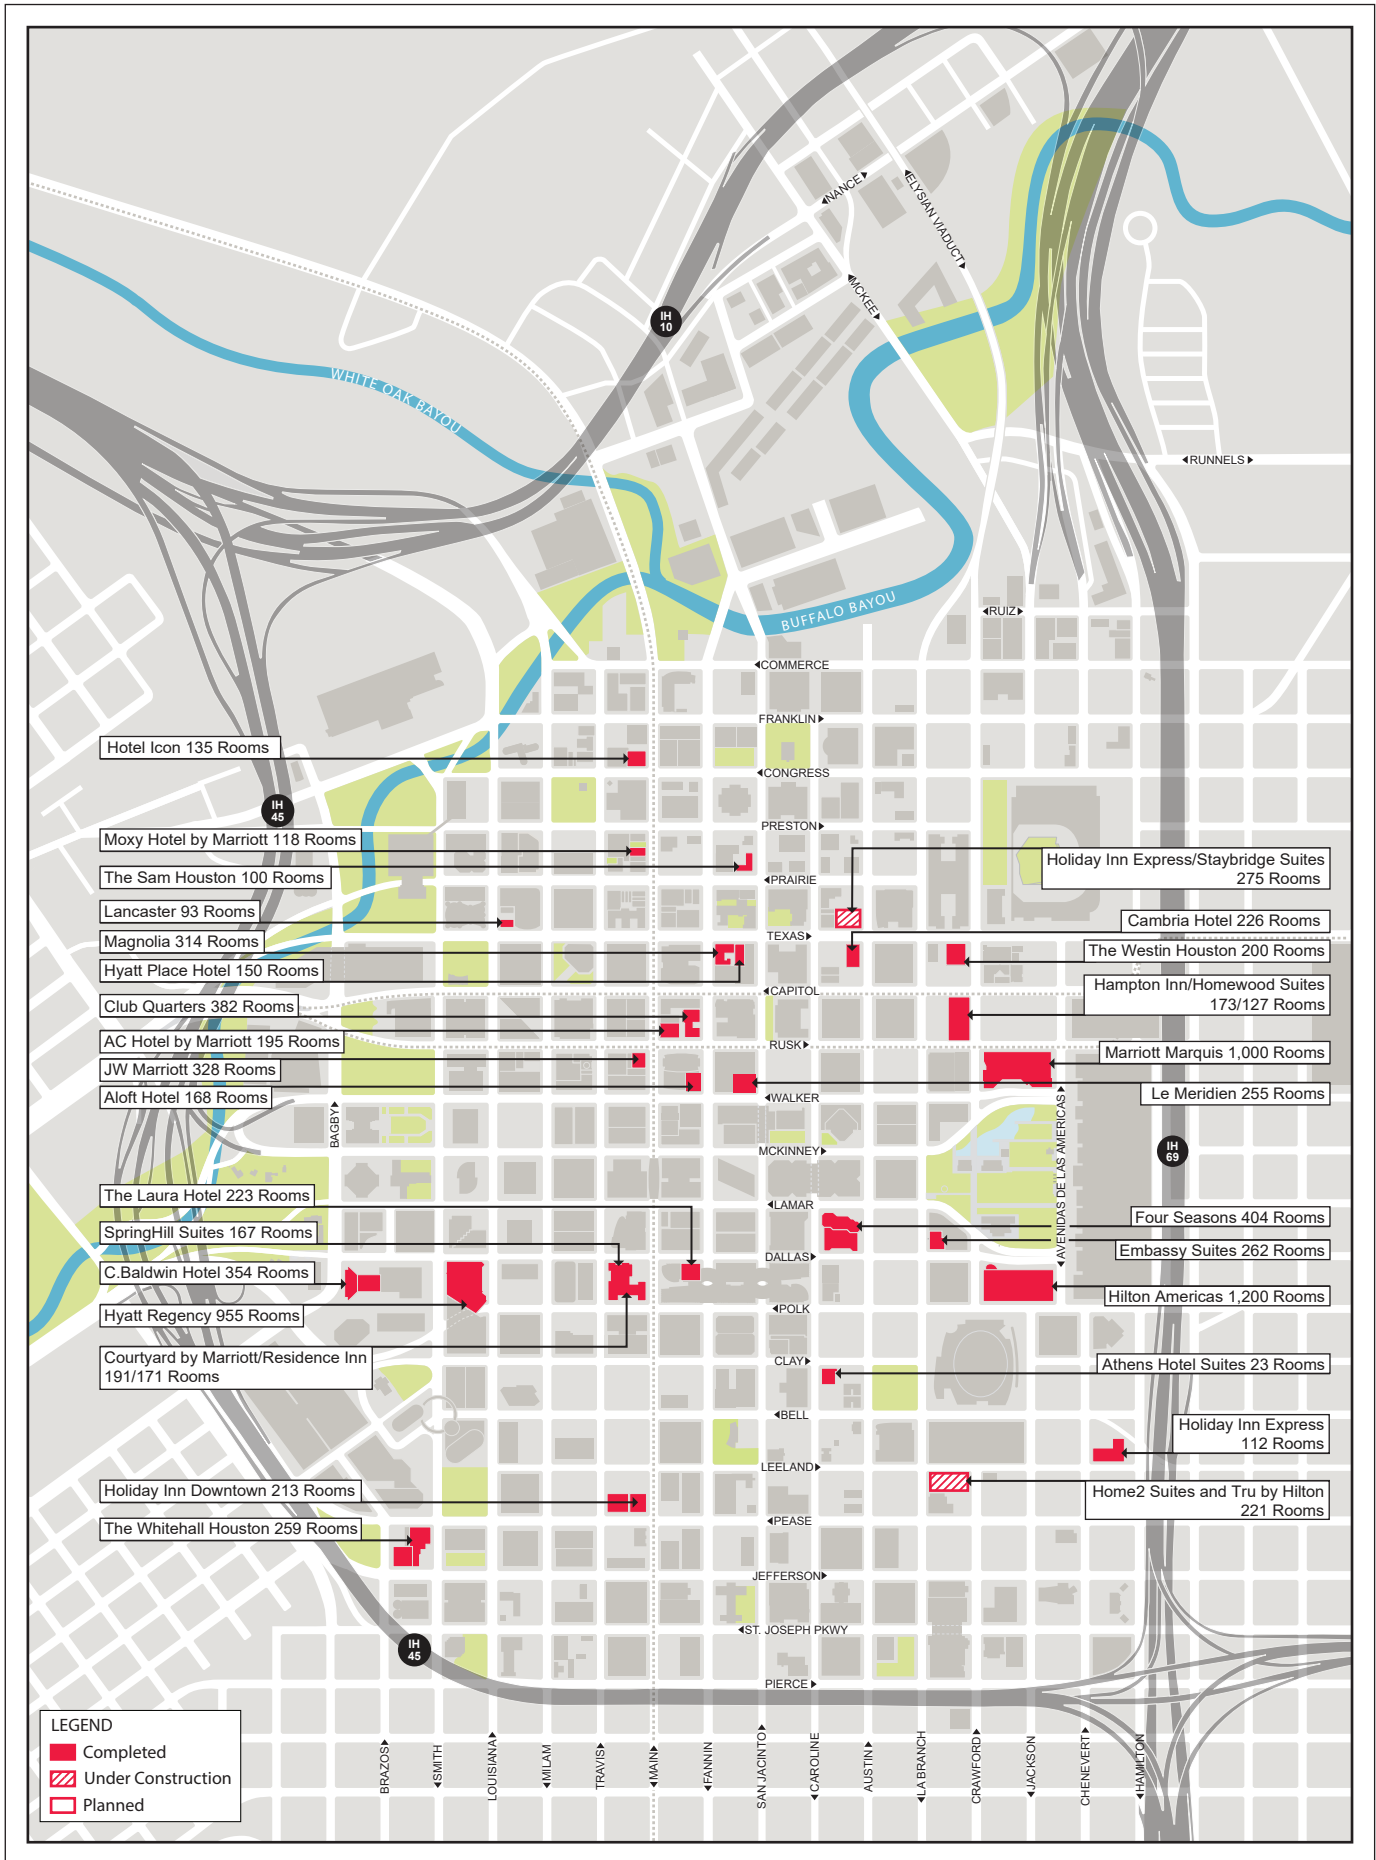 NANCE
ELYSIAN VIADUCT
MCKEE
IH
10
WHITE OAK BAYOU
RUNNELS
BUFFALO BAYOU
RUIZ
COMMERCE
FRANKLIN
Hotel Icon 135 Rooms
CONGRESS
IH
45
PRESTON
Moxy Hotel by Marriott 118 Rooms
The Sam Houston 100 Rooms
PRAIRIE
Holiday Inn Express/Staybridge Suites
275 Rooms
Lancaster 93 Rooms
Cambria Hotel 226 Rooms
TEXAS
Magnolia 314 Rooms
The Westin Houston 200 Rooms
Hyatt Place Hotel 150 Rooms
CAPITOL
Hampton Inn/Homewood Suites
173/127 Rooms
Club Quarters 382 Rooms
AC Hotel by Marriott 195 Rooms
RUSK
Marriott Marquis 1,000 Rooms
JW Marriott 328 Rooms
Le Meridien 255 Rooms
Aloft Hotel 168 Rooms
WALKER
BAGBY
AVENIDAS DE LAS AMERICAS
MCKINNEY
IH
69
The Laura Hotel 223 Rooms
LAMAR
Four Seasons 404 Rooms
SpringHill Suites 167 Rooms
Embassy Suites 262 Rooms
DALLAS
C.Baldwin Hotel 354 Rooms
Hilton Americas 1,200 Rooms
Hyatt Regency 955 Rooms
POLK
Courtyard by Marriott/Residence Inn
191/171 Rooms
CLAY
Athens Hotel Suites 23 Rooms
BELL
Holiday Inn Express
112 Rooms
LEELAND
Holiday Inn Downtown 213 Rooms
Home2 Suites and Tru by Hilton
221 Rooms
PEASE
The Whitehall Houston 259 Rooms
JEFFERSON
ST. JOSEPH PKWY
IH
45
PIERCE
LEGEND
Completed
Under Construction
Planned
BRAZOS
SMITH
LOUISIANA
MILAM
TRAVIS
MAIN
FANNIN
SAN JACINTO
CAROLINE
AUSTIN
LA BRANCH
CRAWFORD
JACKSON
CHENEVERT
HAMILTON